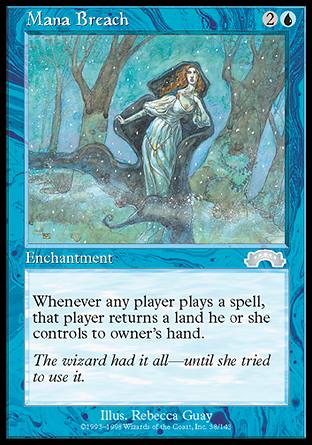 Mana Breach 2
Enchantment
Whenever any player plays a spell,
that player returns a land he or she
controls to owner's hand.
The wizard had it all—until she tried
to use it.
Illus. Rebecca Guay
©1993–1998 Wizards of the Coast, Inc. 38/143